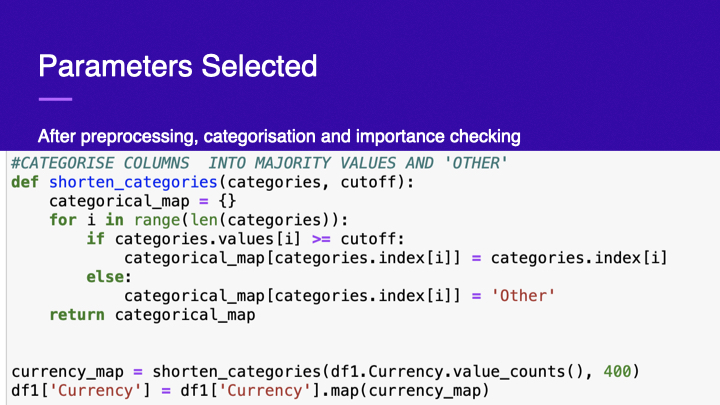 Parameters Selected
After preprocessing, categorisation and importance checking
#CATEGORISE COLUMNS  INTO MAJORITY VALUES AND 'OTHER'
def shorten_categories(categories, cutoff):
    categorical_map = {}
    for i in range(len(categories)):
        if categories.values[i] >= cutoff:
            categorical_map[categories.index[i]] = categories.index[i]
        else:
            categorical_map[categories.index[i]] = 'Other'
    return categorical_map
currency_map = shorten_categories(df1.Currency.value_counts(), 400)
df1['Currency'] = df1['Currency'].map(currency_map)